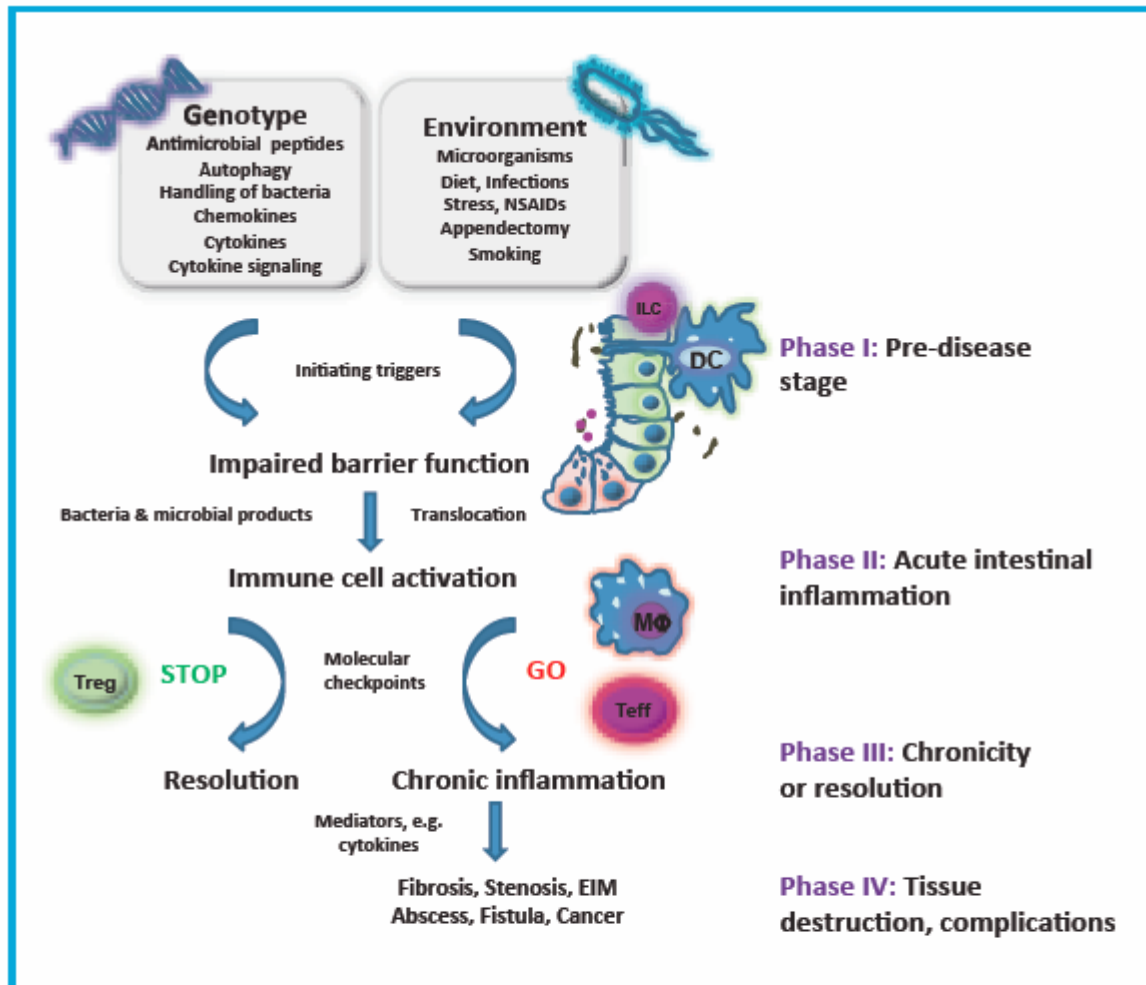 Genotype
Antimicrobial peptides
Autophagy
Handling of bacteria
Chemokines
Cytokines
Cytokine signaling
Environment
Microorganisms
Diet, Infections
Stress, NSAIDs
Appendectomy
Smoking
ILC
DC
Phase I: Pre-disease
stage
Initiating triggers
Impaired barrier function
Bacteria & microbial products
Translocation
Immune cell activation
Phase II: Acute intestinal
inflammation
MΦ
Treg
STOP
Molecular
checkpoints
GO
Teff
Resolution
Chronic inflammation
Phase III: Chronicity
or resolution
Mediators, e.g.
cytokines
Fibrosis, Stenosis, EIM
Abscess, Fistula, Cancer
Phase IV: Tissue
destruction, complications